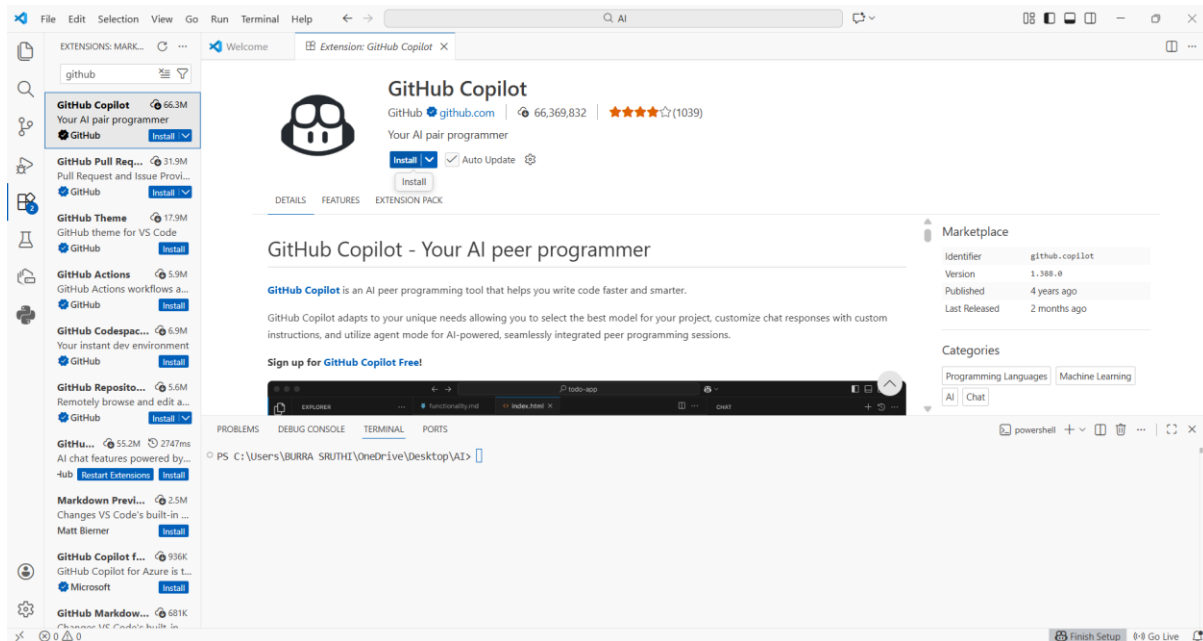 File Edit Selection View Go Run Terminal Help
AI
EXTENSIONS: MARK...
github
GitHub Copilot 66.3M
Your AI pair programmer
GitHub Install
GitHub Pull Req... 31.9M
Pull Request and Issue Provi...
GitHub Install
GitHub Theme 17.9M
GitHub theme for VS Code
GitHub Install
GitHub Actions 5.9M
GitHub Actions workflows a...
GitHub Install
GitHub Codespac... 6.9M
Your instant dev environment
GitHub Install
GitHub Reposito... 5.6M
Remotely browse and edit a...
GitHub Install
GitHu... 55.2M 2747ms
AI chat features powered by...
Hub Restart Extensions Install
Markdown Previ... 2.5M
Changes VS Code's built-in ...
Matt Bierner Install
GitHub Copilot f... 936K
GitHub Copilot for Azure is t...
Microsoft Install
GitHub Markdow... 681K
Changes VS Code's built-in
2
Welcome Extension: GitHub Copilot
GitHub Copilot
GitHub github.com 66,369,832 (1039)
Your AI pair programmer
Install Auto Update
Install
DETAILS FEATURES EXTENSION PACK
GitHub Copilot - Your AI peer programmer
GitHub Copilot is an AI peer programming tool that helps you write code faster and smarter.
GitHub Copilot adapts to your unique needs allowing you to select the best model for your project, customize chat responses with custom
instructions, and utilize agent mode for AI-powered, seamlessly integrated peer programming sessions.
Sign up for GitHub Copilot Free!
todo-app
EXPLORER ... functionality.md index.html ... CHAT
Marketplace
Identifier github.copilot
Version 1.388.0
Published 4 years ago
Last Released 2 months ago
Categories
Programming Languages Machine Learning
AI Chat
PROBLEMS DEBUG CONSOLE TERMINAL PORTS powershell
PS C:\Users\BURRA SRUTHI\OneDrive\Desktop\AI>
0 0 Finish Setup Go Live